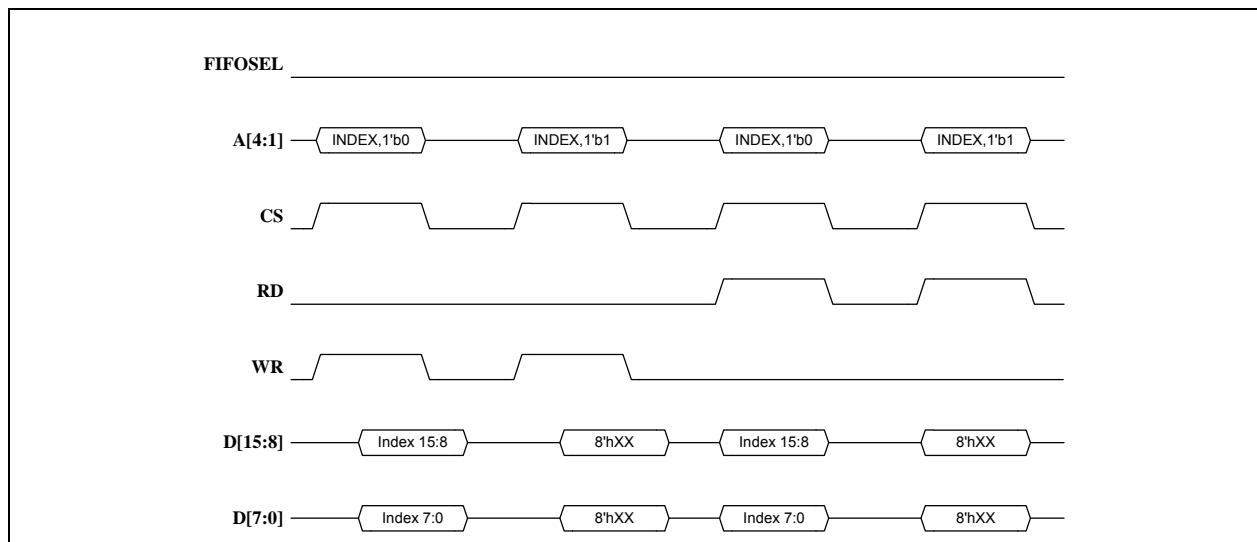 FIFOSEL
A[4:1] INDEX,1'b0 INDEX,1'b1 INDEX,1'b0 INDEX,1'b1
CS
RD
WR
D[15:8] Index 15:8 8'hXX Index 15:8 8'hXX
D[7:0] Index 7:0 8'hXX Index 7:0 8'hXX